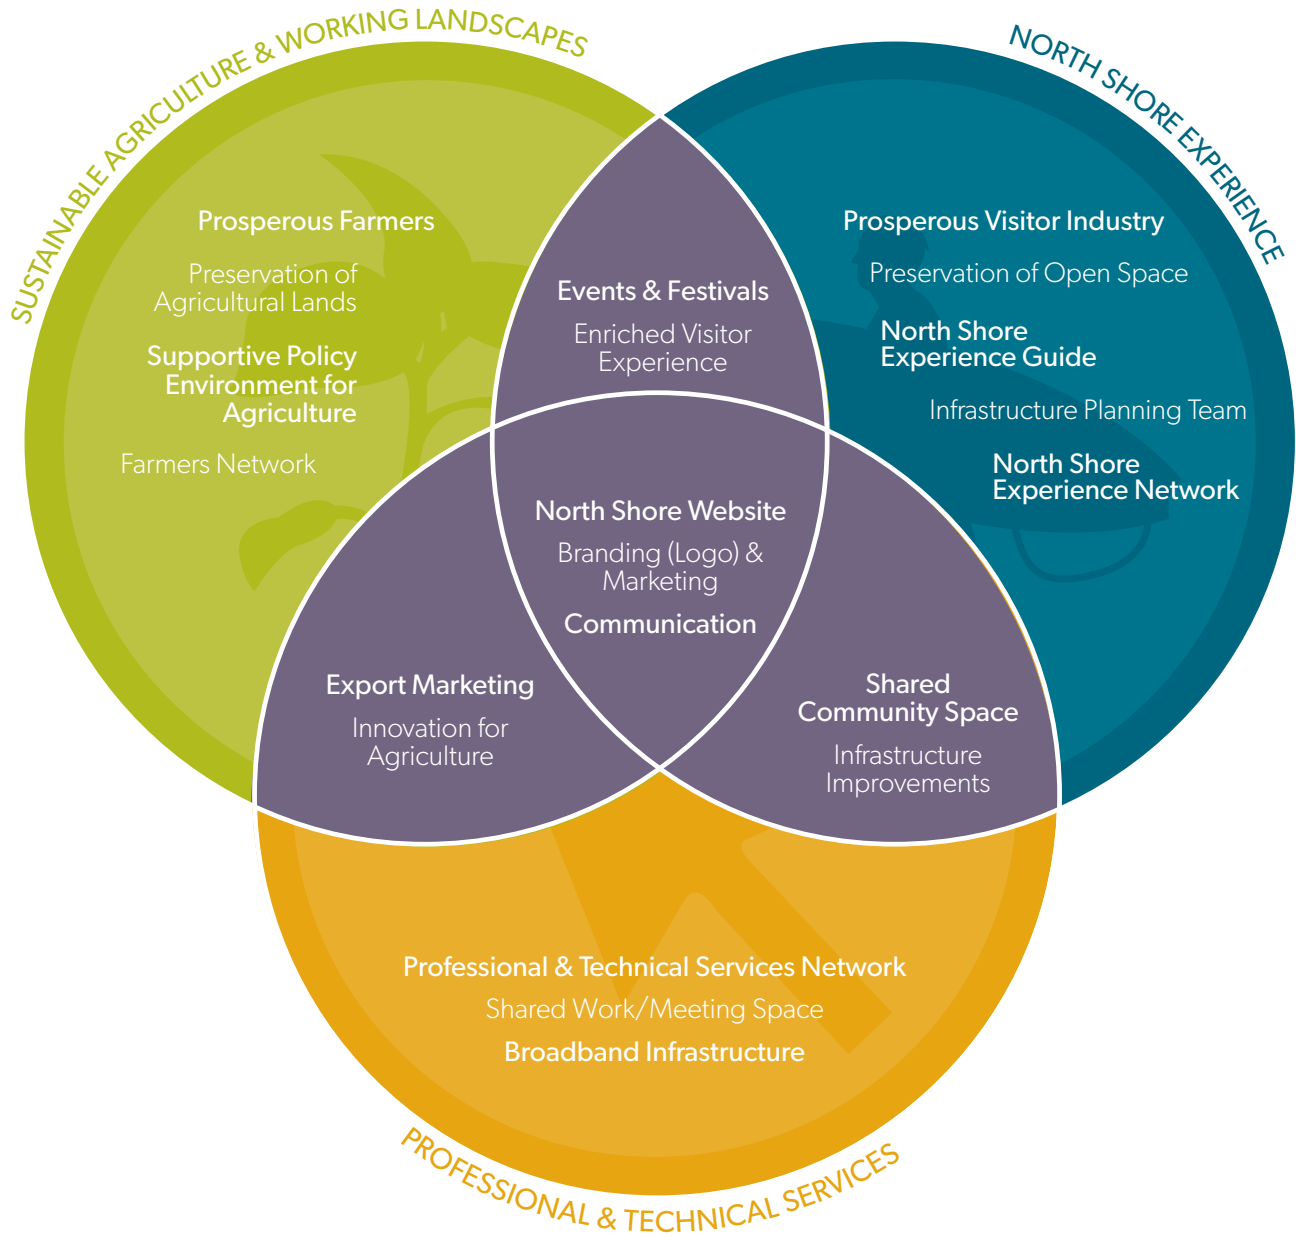 SUSTAINABLE AGRICULTURE & WORKING LANDSCAPES
NORTH SHORE EXPERIENCE
Prosperous Farmers
Preservation of
Agricultural Lands
Supportive Policy
Environment for
Agriculture
Farmers Network
Events & Festivals
Enriched Visitor
Experience
Prosperous Visitor Industry
Preservation of Open Space
North Shore
Experience Guide
Infrastructure Planning Team
North Shore
Experience Network
North Shore Website
Branding (Logo) &
Marketing
Communication
Export Marketing
Innovation for
Agriculture
Shared
Community Space
Infrastructure
Improvements
Professional & Technical Services Network
Shared Work/Meeting Space
Broadband Infrastructure
PROFESSIONAL & TECHNICAL SERVICES